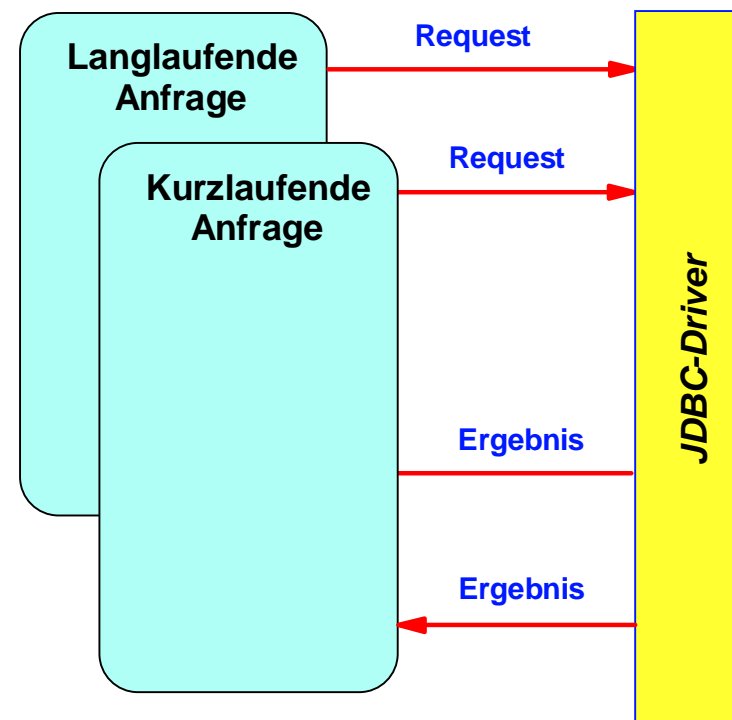 Langlaufende
Anfrage
Request
Kurzlaufende
Anfrage
Request
JDBC-Driver
Ergebnis
Ergebnis